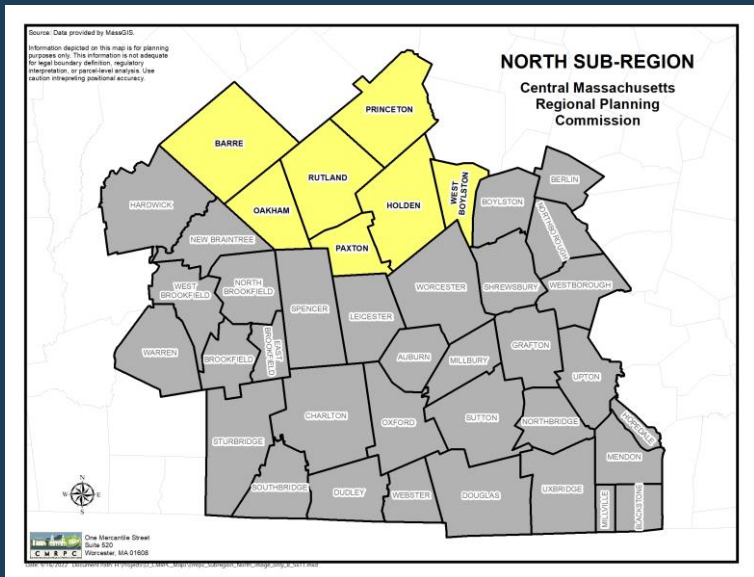 Source: Data provided by MassGIS.
Information depicted on this map is for planning
purposes only. This information is not adequate
for legal boundary definition, regulatory
interpretation, or parcel-level analysis. Use
caution intrepreting positional accuracy.
NORTH SUB-REGION
Central Massachusetts
Regional Planning
Commission
PRINCETON
BARRE
RUTLAND
WEST
BOYLSTON
BERLIN
HARDWICK
OAKHAM
HOLDEN
BOYLSTON
NORTHBOROUGH
NEW BRAINTREE
PAXTON
WEST
BROOKFIELD
NORTH
BROOKFIELD
SPENCER
LEICESTER
WORCESTER
SHREWSBURY
WESTBOROUGH
WARREN
BROOKFIELD
EAST
BROOKFIELD
AUBURN
MILLBURY
GRAFTON
UPTON
STURBRIDGE
CHARLTON
OXFORD
SUTTON
NORTHBRIDGE
HOPEDALE
MENDON
SOUTHBRIDGE
DUDLEY
WEBSTER
DOUGLAS
UXBRIDGE
MILLVILLE
BLACKSTONE
N
W
E
S
CMRPC
One Mercantile Street
Suite 520
Worcester, MA 01608